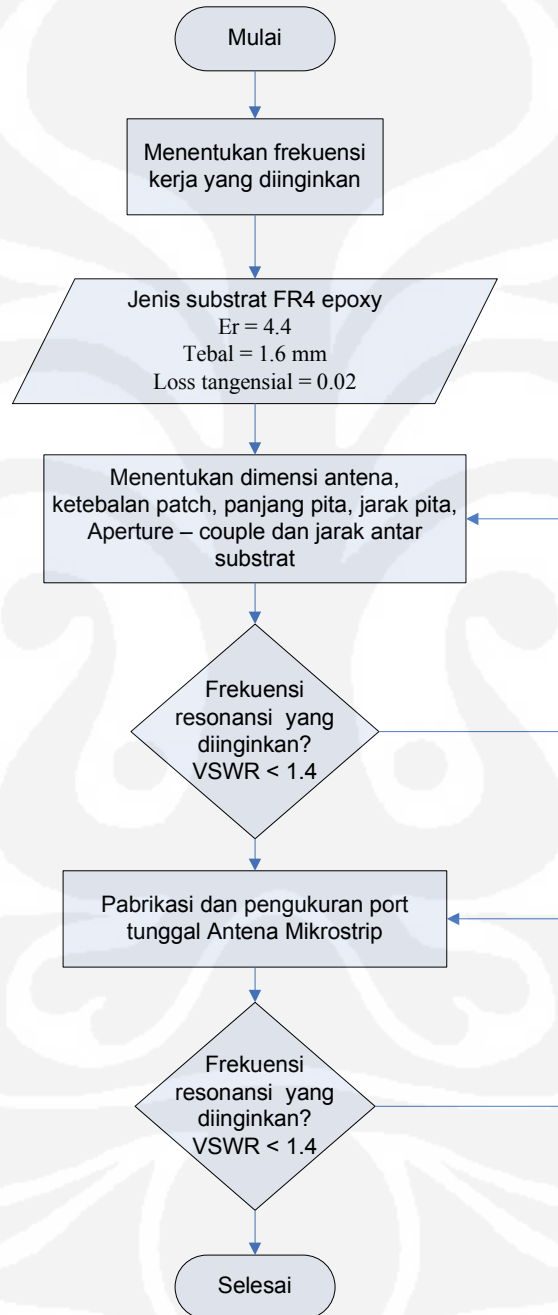 Mulai
Menentukan frekuensi
kerja yang diinginkan
Jenis substrat FR4 epoxy
Er = 4.4
Tebal = 1.6 mm
Loss tangensial = 0.02
Menentukan dimensi antena,
ketebalan patch, panjang pita, jarak pita,
Aperture – couple dan jarak antar
substrat
Frekuensi
resonansi yang
diinginkan?
VSWR < 1.4
Pabrikasi dan pengukuran port
tunggal Antena Mikrostrip
Frekuensi
resonansi yang
diinginkan?
VSWR < 1.4
Selesai